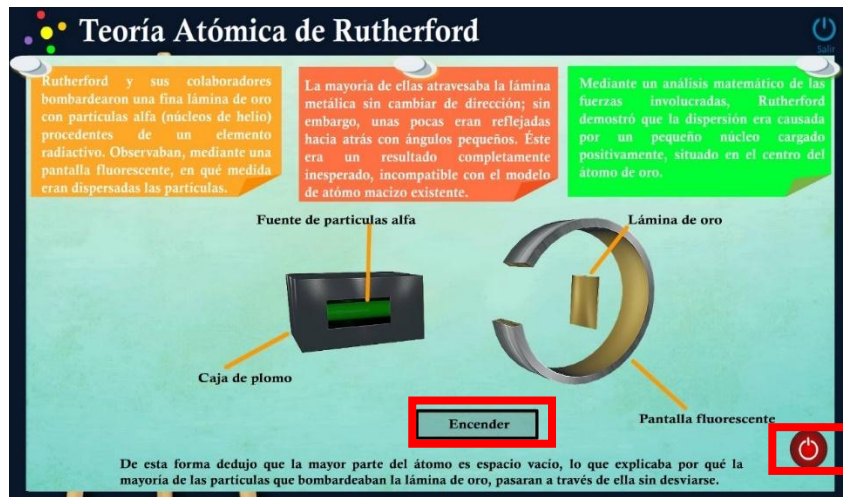 Teoría Atómica de Rutherford
Salir
Rutherford y sus colaboradores
bombardearon una fina lámina de oro
con partículas alfa (núcleos de helio)
procedentes de un elemento
radiactivo. Observaban, mediante una
pantalla fluorescente, en qué medida
eran dispersadas las partículas.
La mayoría de ellas atravesaba la lámina
metálica sin cambiar de dirección; sin
embargo, unas pocas eran reflejadas
hacia atrás con ángulos pequeños. Éste
era un resultado completamente
inesperado, incompatible con el modelo
de atómo macizo existente.
Mediante un análisis matemático de las
fuerzas involucradas, Rutherford
demostró que la dispersión era causada
por un pequeño núcleo cargado
positivamente, situado en el centro del
átomo de oro.
Fuente de particulas alfa
Lámina de oro
Caja de plomo
Pantalla fluorescente
Encender
De esta forma dedujo que la mayor parte del átomo es espacio vacío, lo que explicaba por qué la
mayoría de las partículas que bombardeaban la lámina de oro, pasaran a través de ella sin desviarse.